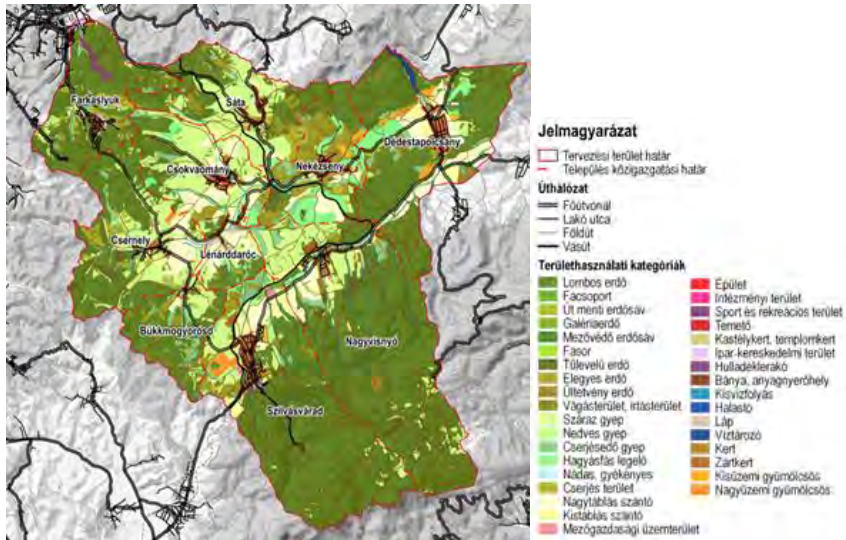 Farkaslyuk
Sáta
Dédestapolcsány
Csokvaomány
Nekézseny
Csernely
Lénárddaróc
Bükkmogyorósd
Nagyvisnyó
Szilvásvárad
Jelmagyarázat
Tervezési terület határ
Település közigazgatási határ
Úthálózat
Főútvonal
Lakó utca
Földút
Vasút
Területhasználati kategóriák
Lombos erdő
Facsoport
Út menti erdősáv
Galériaerdő
Mezővédő erdősáv
Fasor
Tűlevelű erdő
Elegyes erdő
Ültetvény erdő
Vágásterület, irtásterület
Száraz gyep
Nedves gyep
Cserjésedő gyep
Hagyásfás legelő
Nádas, gyékényes
Cserjés terület
Nagytáblás szántó
Kistáblás szántó
Mezőgazdasági üzemterület
Épület
Intézményi terület
Sport és rekreációs terület
Temető
Kastélykert, templomkert
Ipar-kereskedelmi terület
Hulladéklerakó
Bánya, anyagnyerőhely
Kisvízfolyás
Halastó
Láp
Víztározó
Kert
Zártkert
Kisüzemi gyümölcsös
Nagyüzemi gyümölcsös